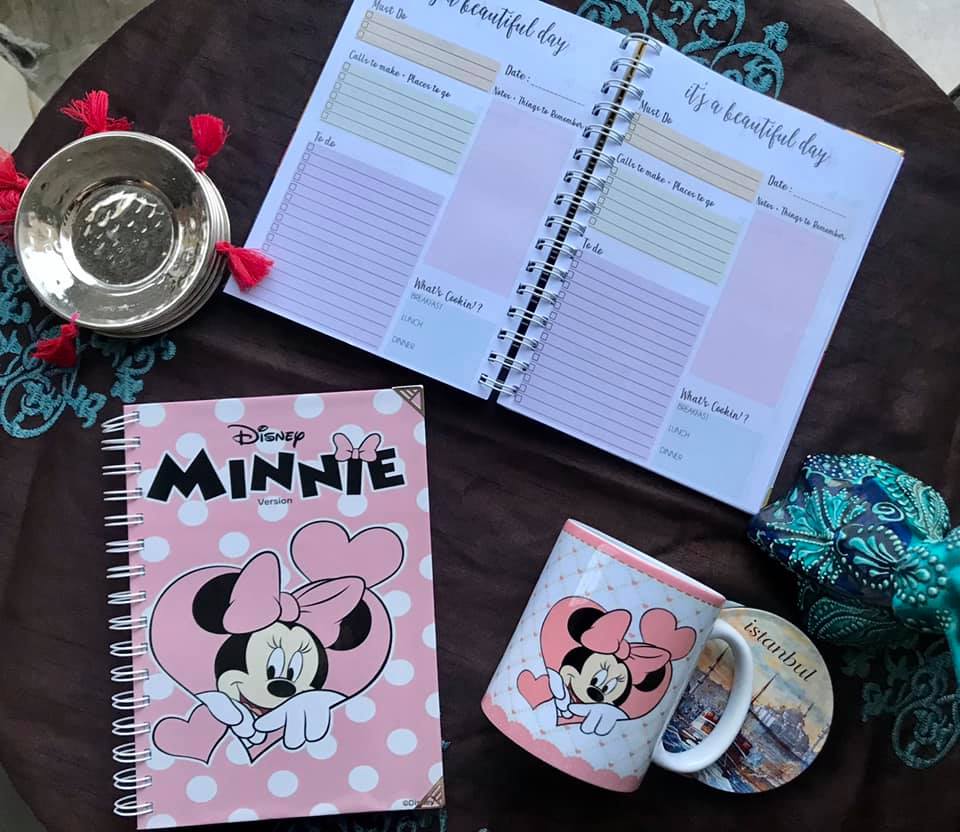 's a beautiful day
Must Do
Date :
Calls to make • Places to go
Notes • Things to Remember
To do
What's Cookin'?
BREAKFAST
LUNCH
DINNER
it's a beautiful day
Must Do
Date :
Calls to make • Places to go
Notes • Things to Remember
To do
What's Cookin'?
BREAKFAST
LUNCH
DINNER
Disney
MINNIE
Version
istanbul